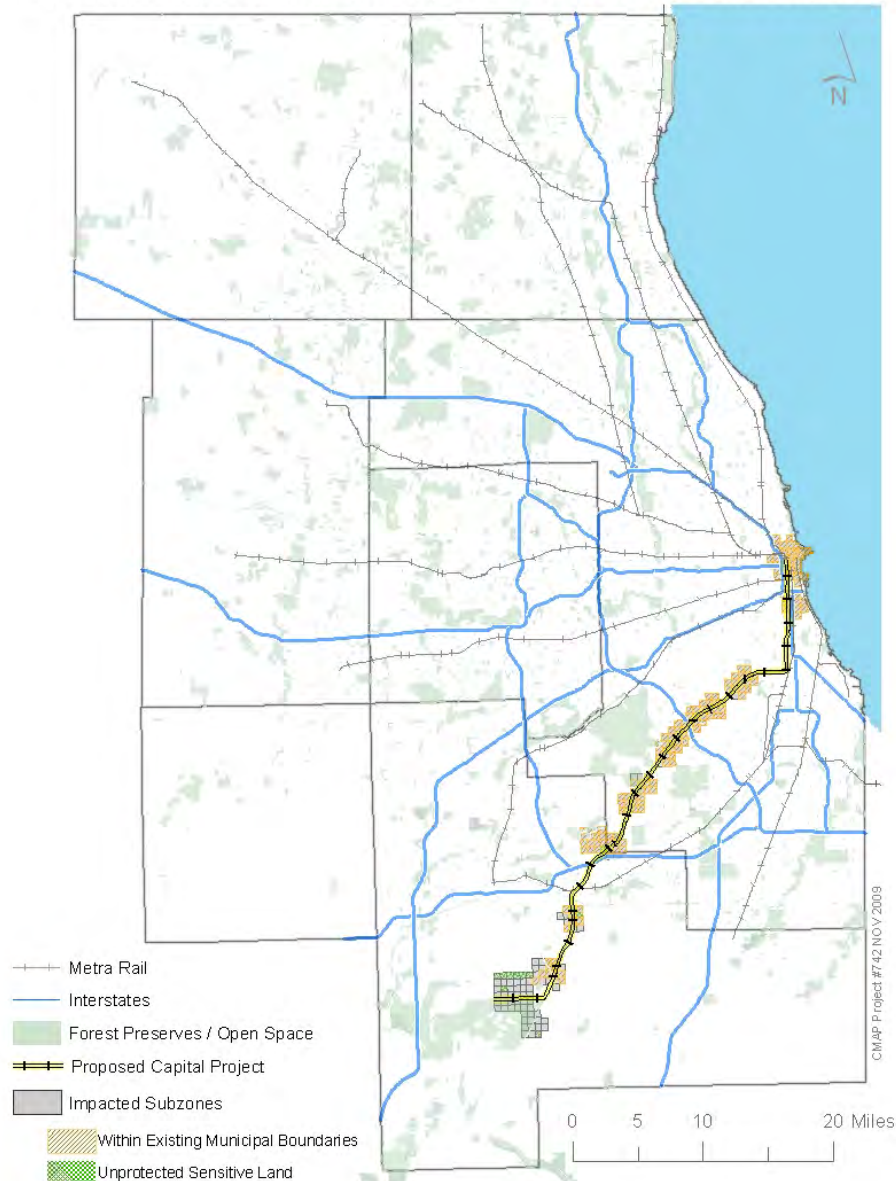 N
CMAP Project #742 NOV 2009
Metra Rail
Interstates
Forest Preserves / Open Space
Proposed Capital Project
Impacted Subzones
Within Existing Municipal Boundaries
Unprotected Sensitive Land
0 5 10 20 Miles